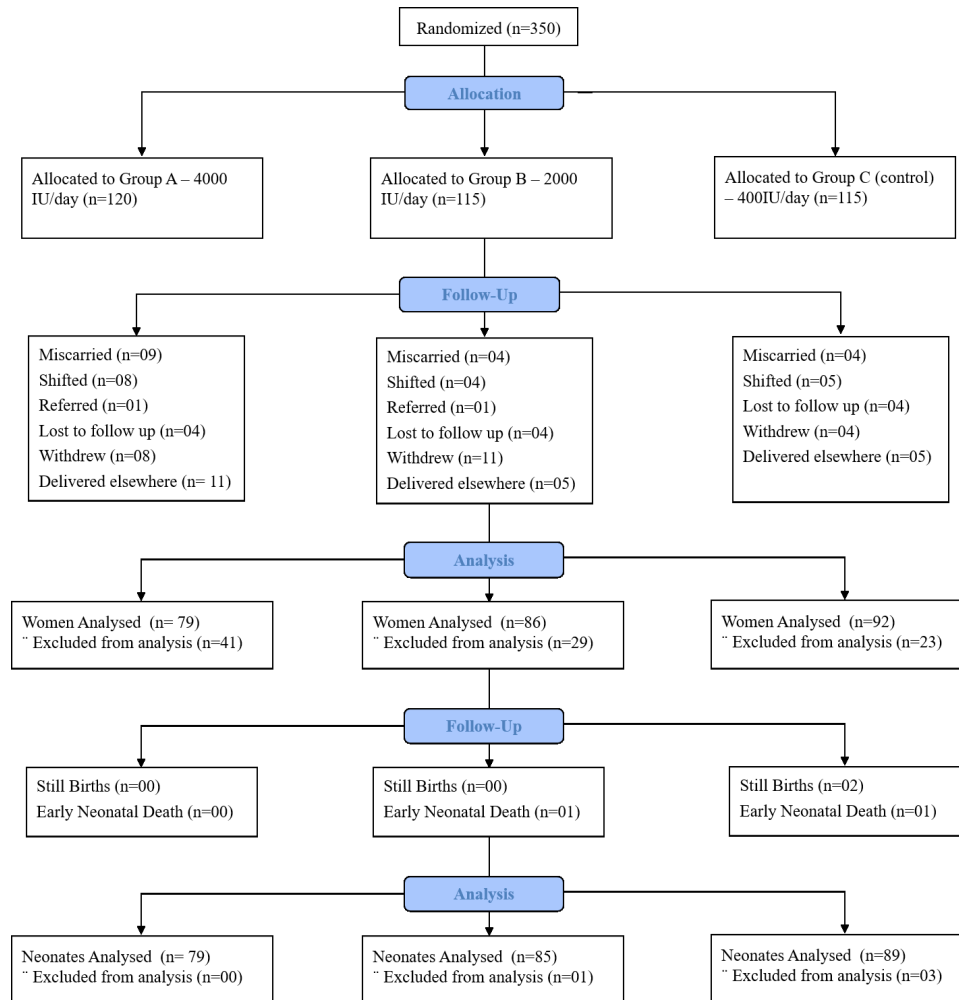 Randomized (n=350)
Allocation
Allocated to Group A – 4000
IU/day (n=120)
Allocated to Group B – 2000
IU/day (n=115)
Allocated to Group C (control)
– 400IU/day (n=115)
Follow-Up
Miscarried (n=09)
Shifted (n=08)
Referred (n=01)
Lost to follow up (n=04)
Withdrew (n=08)
Delivered elsewhere (n= 11)
Miscarried (n=04)
Shifted (n=04)
Referred (n=01)
Lost to follow up (n=04)
Withdrew (n=11)
Delivered elsewhere (n=05)
Miscarried (n=04)
Shifted (n=05)
Lost to follow up (n=04)
Withdrew (n=04)
Delivered elsewhere (n=05)
Analysis
Women Analysed (n= 79)
¨ Excluded from analysis (n=41)
Women Analysed (n=86)
¨ Excluded from analysis (n=29)
Women Analysed (n=92)
¨ Excluded from analysis (n=23)
Follow-Up
Still Births (n=00)
Early Neonatal Death (n=00)
Still Births (n=00)
Early Neonatal Death (n=01)
Still Births (n=02)
Early Neonatal Death (n=01)
Analysis
Neonates Analysed (n= 79)
¨ Excluded from analysis (n=00)
Neonates Analysed (n=85)
¨ Excluded from analysis (n=01)
Neonates Analysed (n=89)
¨ Excluded from analysis (n=03)